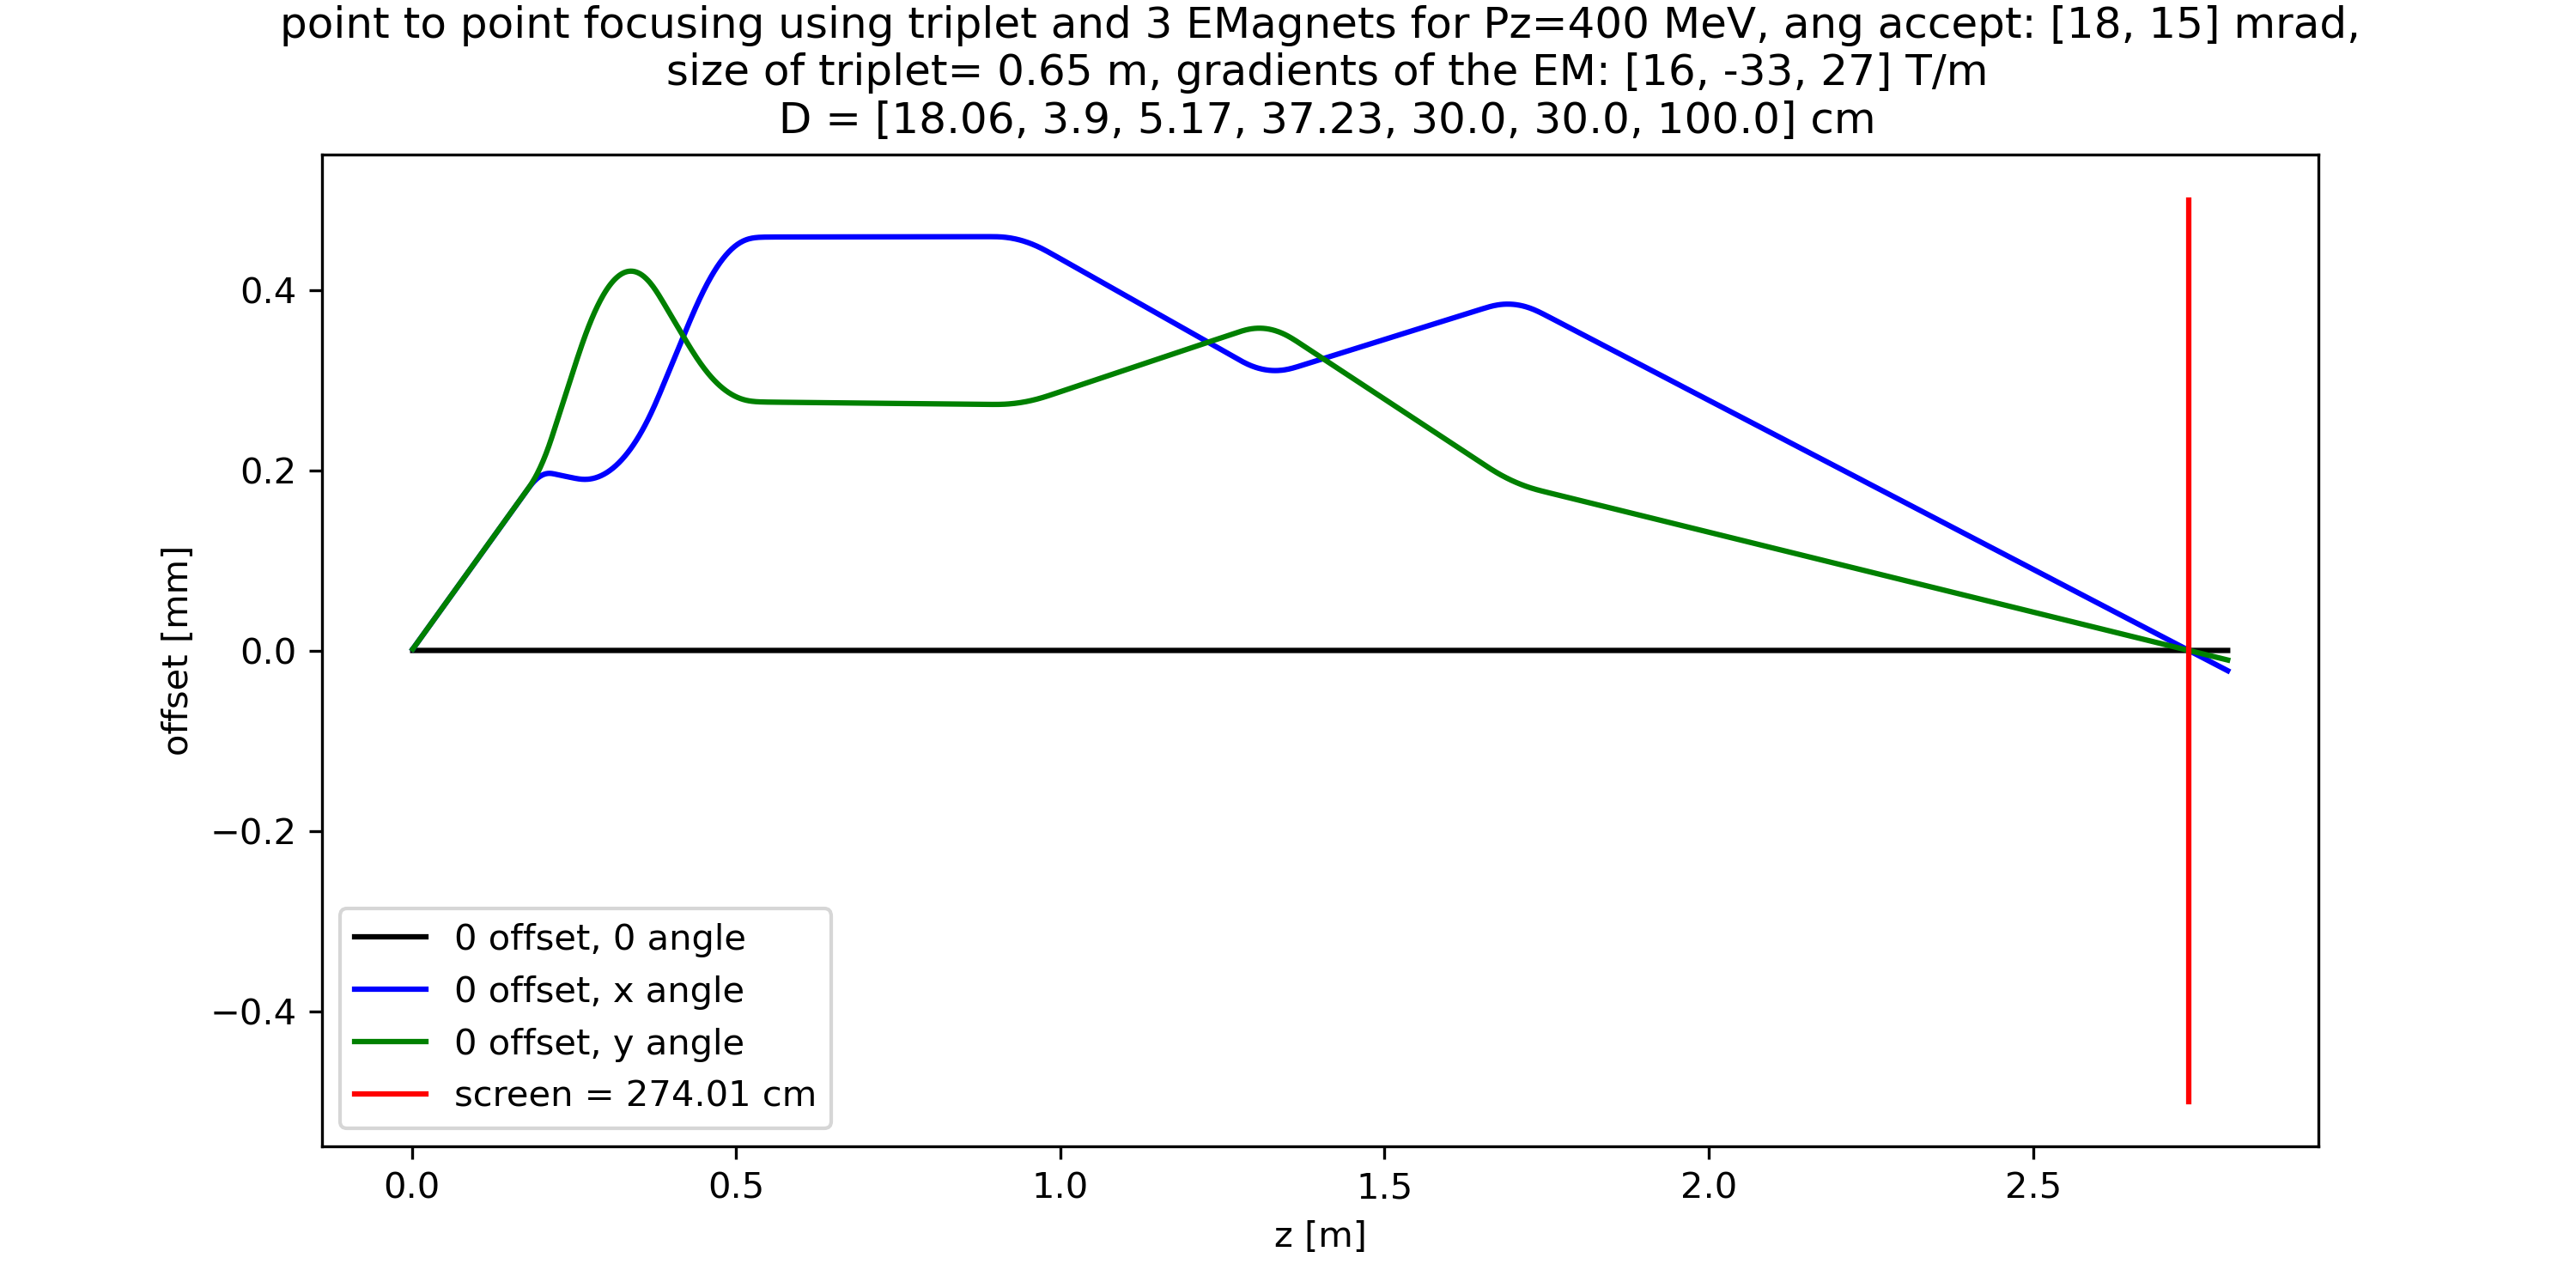 point to point focusing using triplet and 3 EMagnets for Pz=400 MeV, ang accept: [18, 15] mrad,
size of triplet= 0.65 m, gradients of the EM: [16, -33, 27] T/m
D = [18.06, 3.9, 5.17, 37.23, 30.0, 30.0, 100.0] cm
offset [mm]
0.4
0.2
0.0
−0.2
−0.4
0 offset, 0 angle
0 offset, x angle
0 offset, y angle
screen = 274.01 cm
0.0 0.5 1.0 1.5 2.0 2.5
z [m]